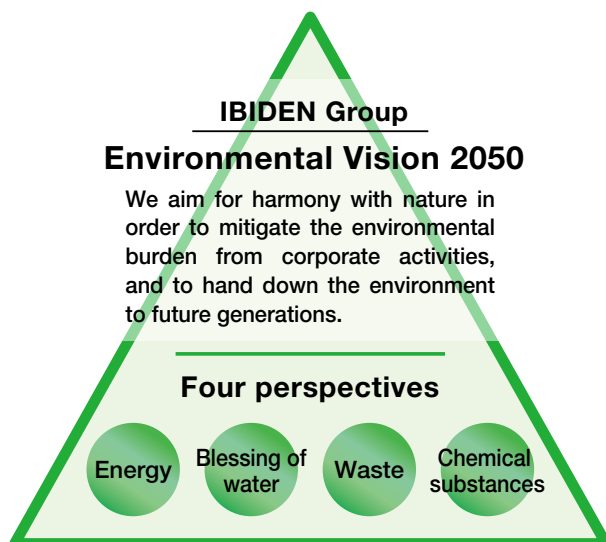 IBIDEN Group
Environmental Vision 2050
We aim for harmony with nature in
order to mitigate the environmental
burden from corporate activities,
and to hand down the environment
to future generations.
Four perspectives
Energy
Blessing of
water
Waste
Chemical
substances